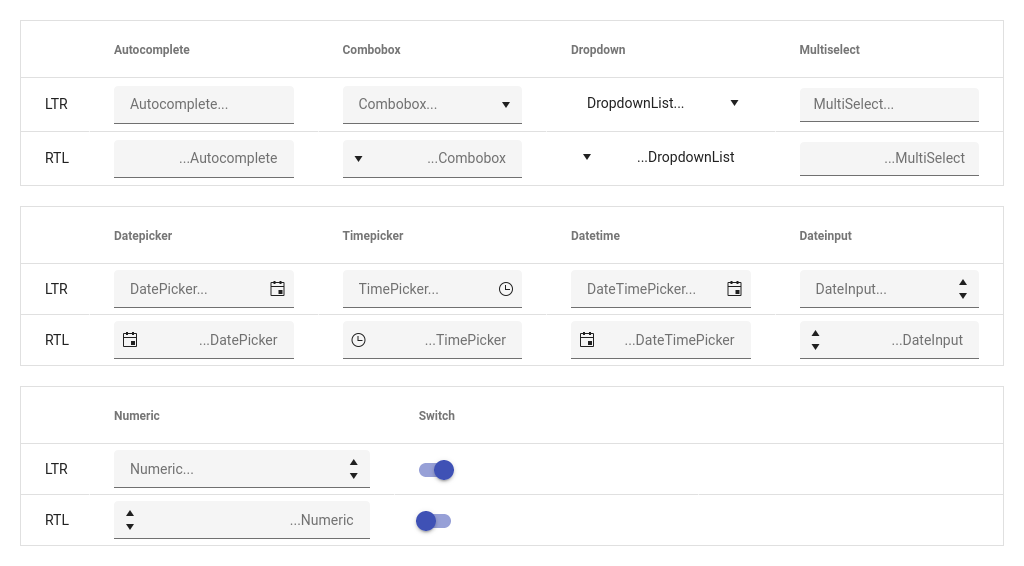 Autocomplete Combobox Dropdown Multiselect
LTR Autocomplete... Combobox... DropdownList... MultiSelect...
RTL ...Autocomplete ...Combobox ...DropdownList ...MultiSelect
Datepicker Timepicker Datetime Dateinput
LTR DatePicker... TimePicker... DateTimePicker... DateInput...
RTL ...DatePicker ...TimePicker ...DateTimePicker ...DateInput
Numeric Switch
LTR Numeric...
RTL ...Numeric